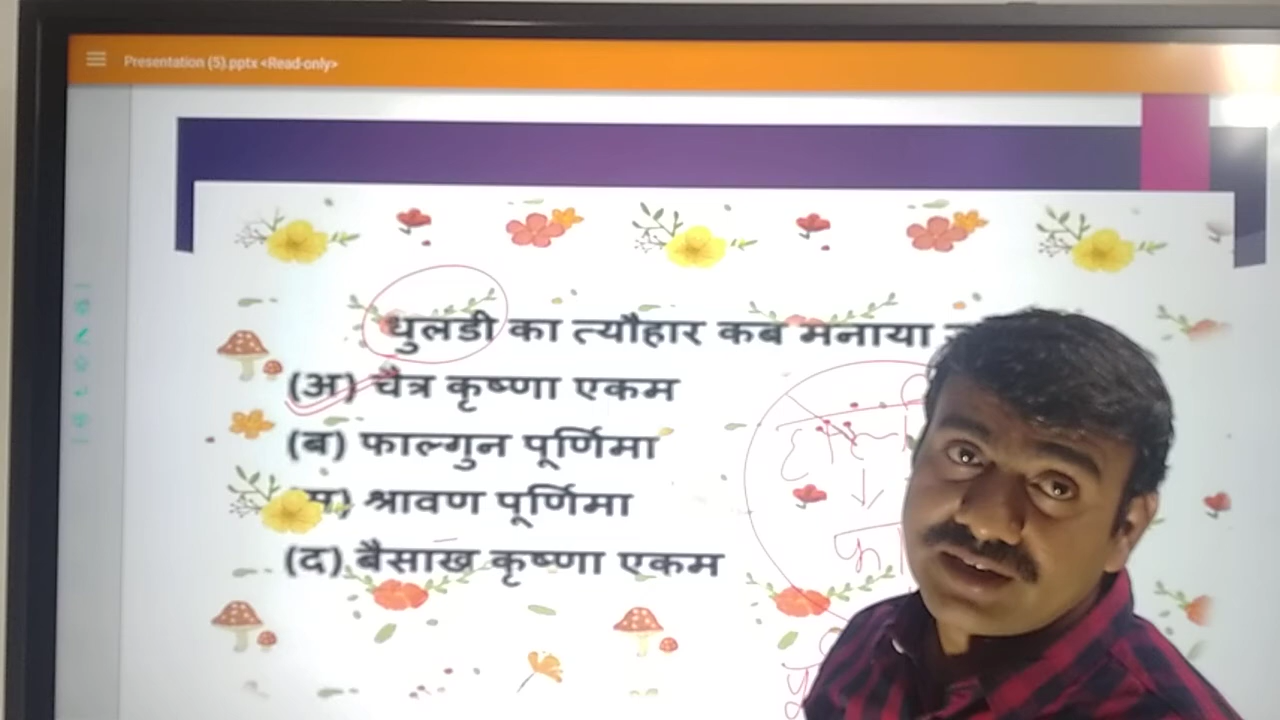 Presentation (5).pptx <Read-only>
धुलडी का त्यौहार कब मनाया
(अ) चैत्र कृष्णा एकम
(ब) फाल्गुन पूर्णिमा
श्रावण पूर्णिमा
(द) बैसाख कृष्णा एकम